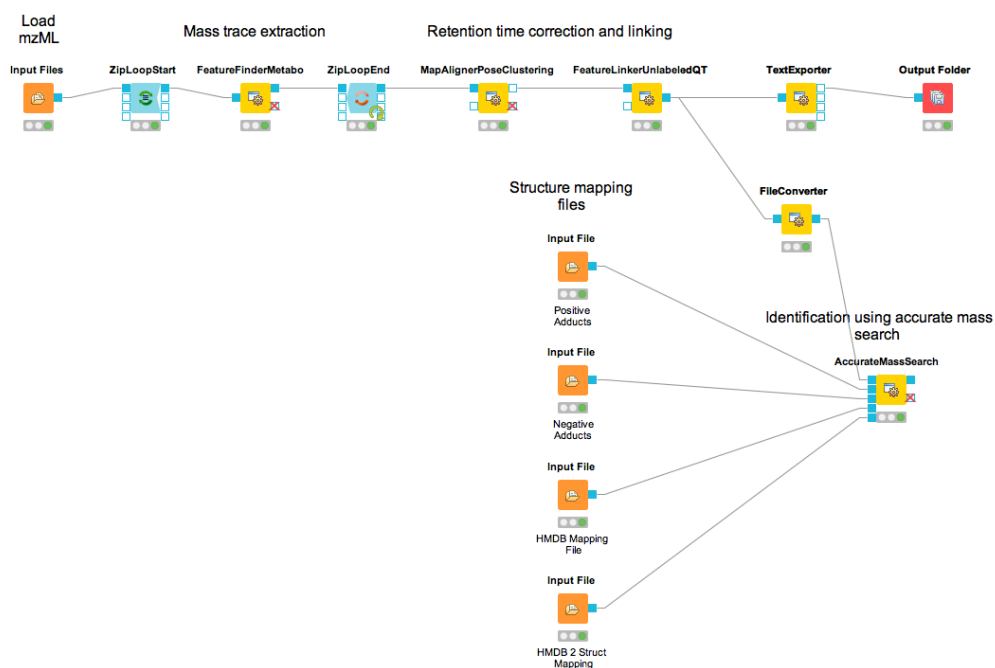 Load
mzML
Mass trace extraction
Retention time correction and linking
Input Files
ZipLoopStart
FeatureFinderMetabo
ZipLoopEnd
MapAlignerPoseClustering
FeatureLinkerUnlabeledQT
TextExporter
Output Folder
Structure mapping
files
FileConverter
Input File
Positive
Adducts
Identification using accurate mass
search
AccurateMassSearch
Input File
Negative
Adducts
Input File
HMDB Mapping
File
Input File
HMDB 2 Struct
Mapping